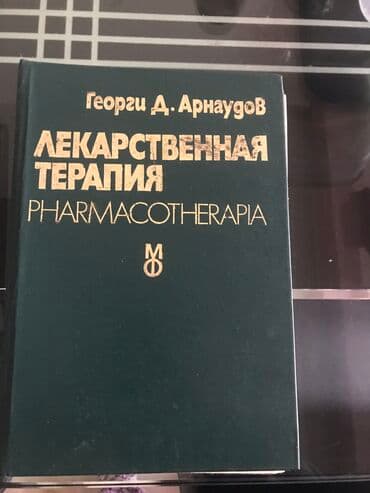 Георги Д. Арнаудов
ЛЕКАРСТВЕННАЯ
ТЕРАПИЯ
PHARMACOTHERAPIA
МФ